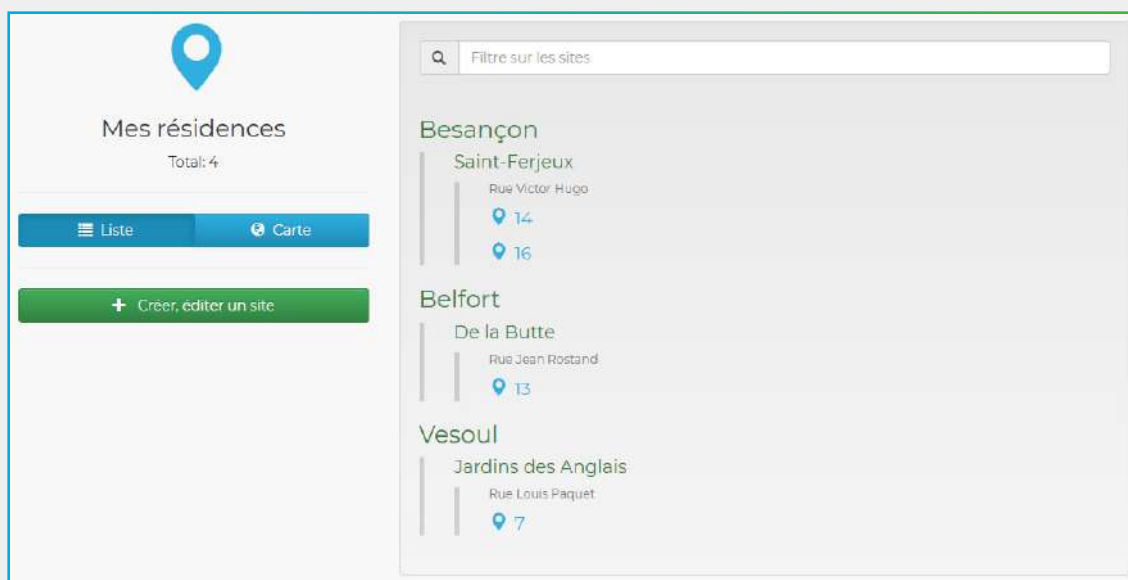 Mes résidences
Total: 4
Liste
Carte
Créer, éditer un site
Filtre sur les sites
Besançon
Saint-Ferjeux
Rue Victor Hugo
14
16
Belfort
De la Butte
Rue Jean Rostand
13
Vesoul
Jardins des Anglais
Rue Louis Paquet
7